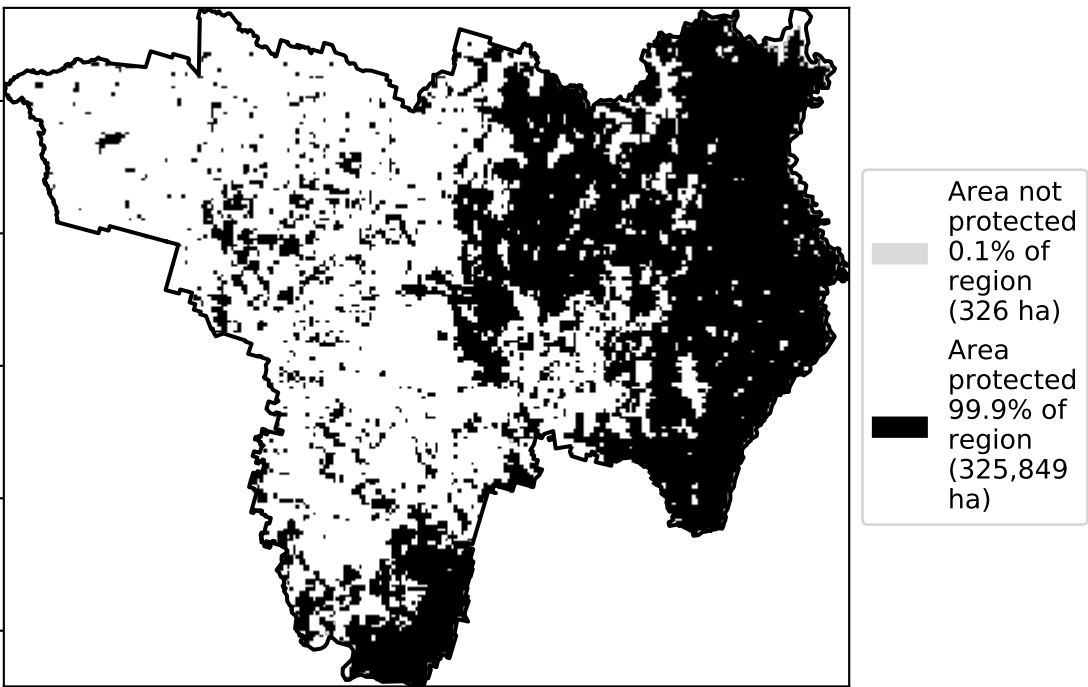 Area not
protected
0.1% of
region
(326 ha)
Area
protected
99.9% of
region
(325,849
ha)